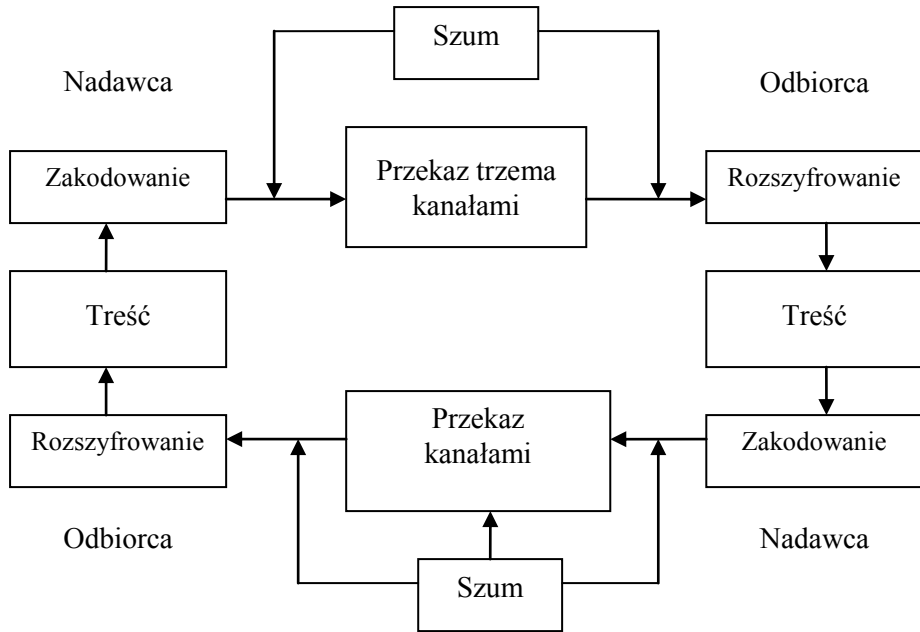 Szum
Nadawca
Odbiorca
Zakodowanie
Przekaz trzema
kanałami
Rozszyfrowanie
Treść
Treść
Rozszyfrowanie
Przekaz
kanałami
Zakodowanie
Odbiorca
Szum
Nadawca